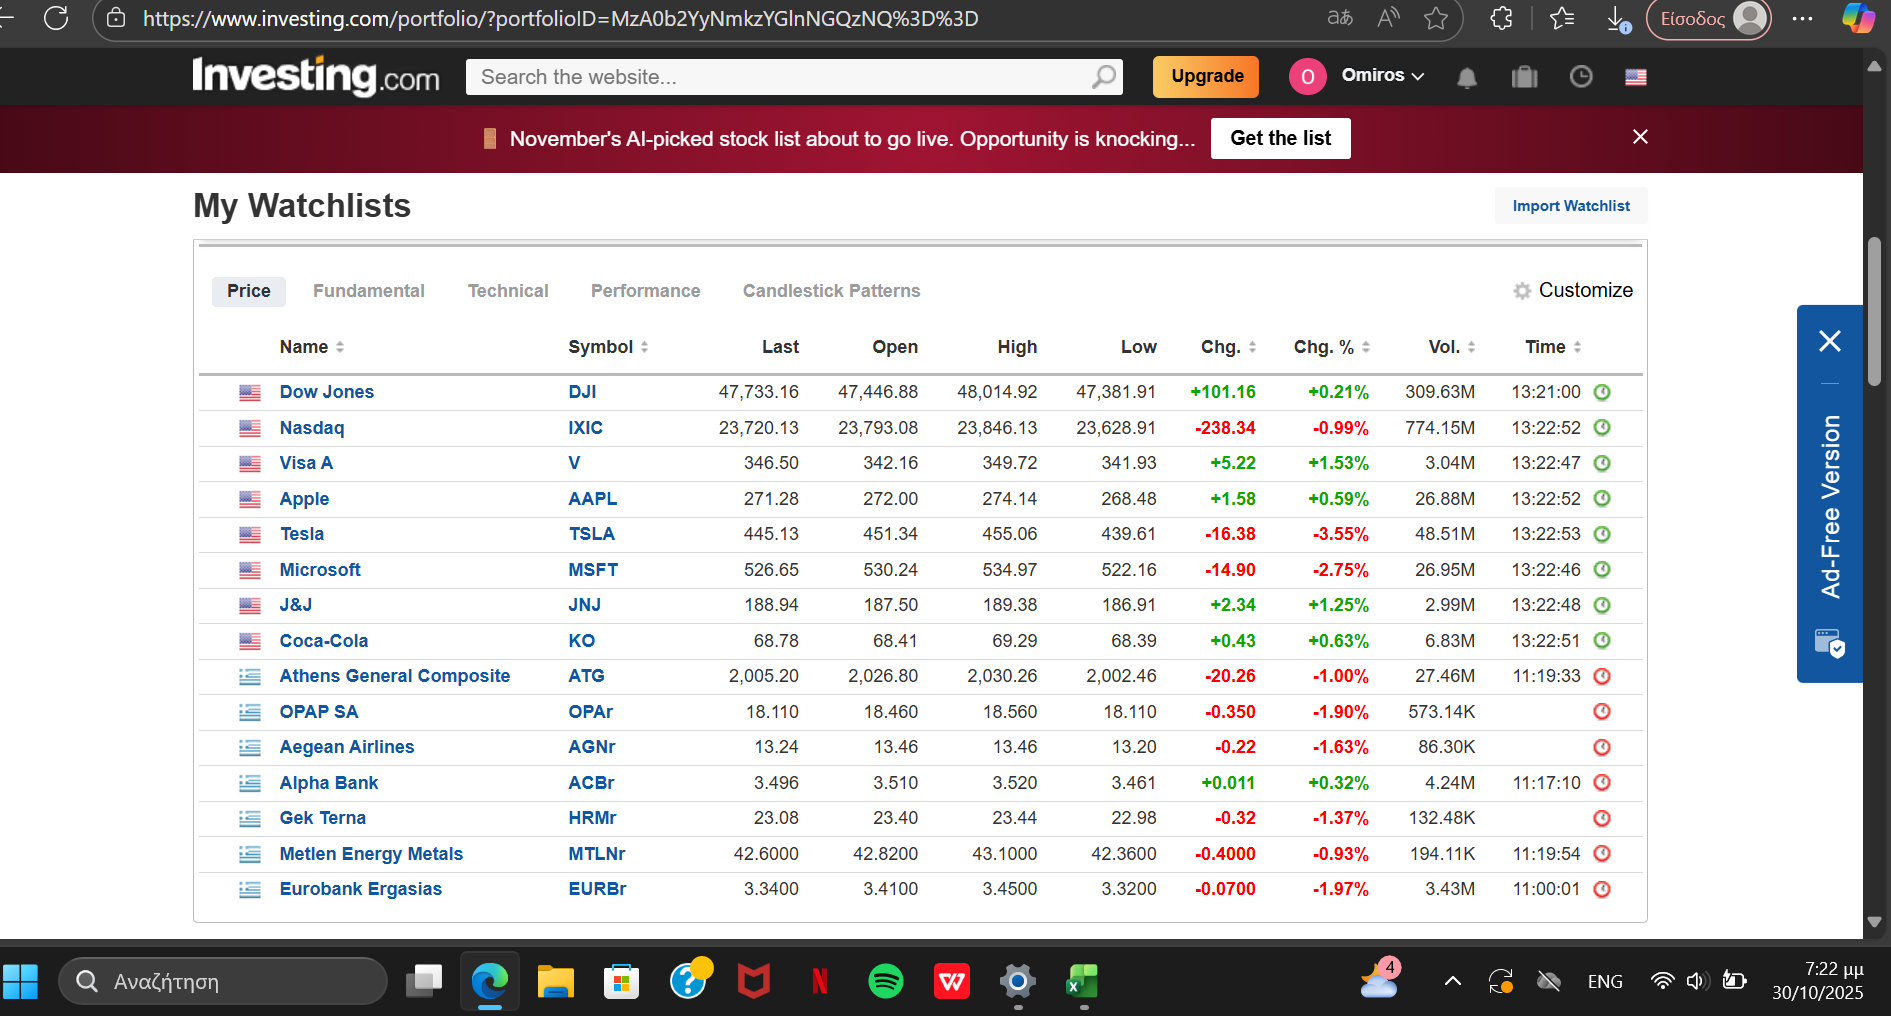 https://www.investing.com/portfolio/?portfolioID=MzA0b2YyNmkzYGlnNGQzNQ%3D%3D aあ A Είσοδος
Investing.com Search the website... Upgrade O Omiros
November's AI-picked stock list about to go live. Opportunity is knocking... Get the list
My Watchlists Import Watchlist
Price Fundamental Technical Performance Candlestick Patterns Customize
Name Symbol Last Open High Low Chg. Chg. % Vol. Time
Dow Jones DJI 47,733.16 47,446.88 48,014.92 47,381.91 +101.16 +0.21% 309.63M 13:21:00
Nasdaq IXIC 23,720.13 23,793.08 23,846.13 23,628.91 -238.34 -0.99% 774.15M 13:22:52
Visa A V 346.50 342.16 349.72 341.93 +5.22 +1.53% 3.04M 13:22:47
Apple AAPL 271.28 272.00 274.14 268.48 +1.58 +0.59% 26.88M 13:22:52
Tesla TSLA 445.13 451.34 455.06 439.61 -16.38 -3.55% 48.51M 13:22:53
Microsoft MSFT 526.65 530.24 534.97 522.16 -14.90 -2.75% 26.95M 13:22:46
J&J JNJ 188.94 187.50 189.38 186.91 +2.34 +1.25% 2.99M 13:22:48
Coca-Cola KO 68.78 68.41 69.29 68.39 +0.43 +0.63% 6.83M 13:22:51
Athens General Composite ATG 2,005.20 2,026.80 2,030.26 2,002.46 -20.26 -1.00% 27.46M 11:19:33
OPAP SA OPAr 18.110 18.460 18.560 18.110 -0.350 -1.90% 573.14K
Aegean Airlines AGNr 13.24 13.46 13.46 13.20 -0.22 -1.63% 86.30K
Alpha Bank ACBr 3.496 3.510 3.520 3.461 +0.011 +0.32% 4.24M 11:17:10
Gek Terna HRMr 23.08 23.40 23.44 22.98 -0.32 -1.37% 132.48K
Metlen Energy Metals MTLNr 42.6000 42.8200 43.1000 42.3600 -0.4000 -0.93% 194.11K 11:19:54
Eurobank Ergasias EURBr 3.3400 3.4100 3.4500 3.3200 -0.0700 -1.97% 3.43M 11:00:01
Ad-Free Version
Αναζήτηση 4 ENG 7:22 μμ
30/10/2025